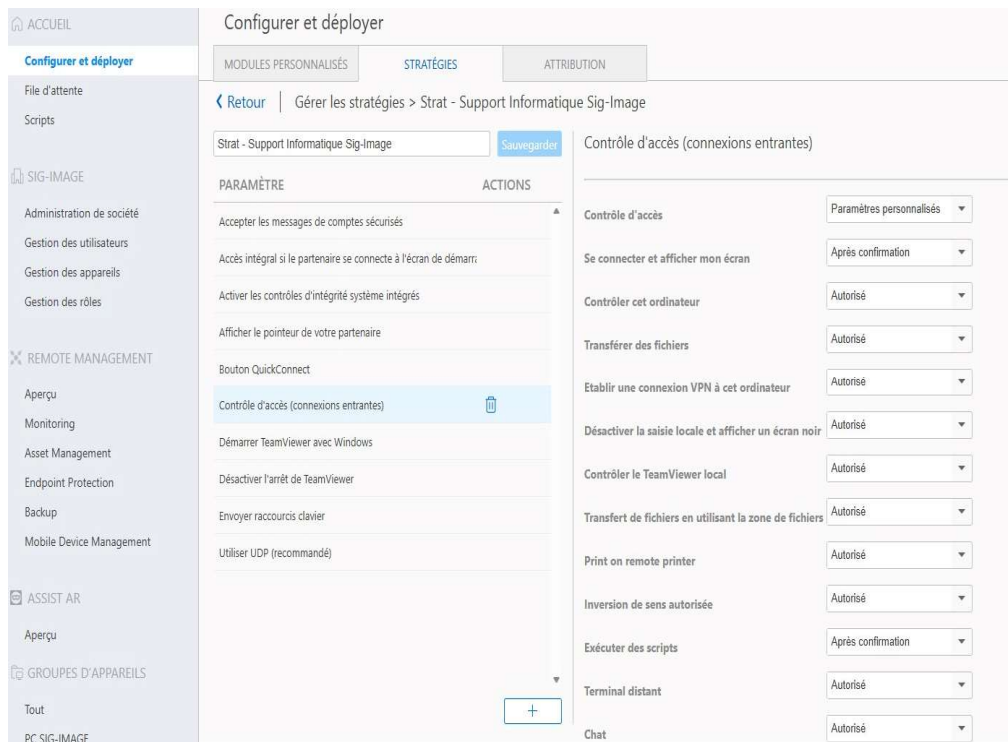 ACCUEIL
Configurer et déployer
File d'attente
Scripts
SIG-IMAGE
Administration de société
Gestion des utilisateurs
Gestion des appareils
Gestion des rôles
REMOTE MANAGEMENT
Aperçu
Monitoring
Asset Management
Endpoint Protection
Backup
Mobile Device Management
ASSIST AR
Aperçu
GROUPES D'APPAREILS
Tout
PC SIG-IMAGE
Configurer et déployer
MODULES PERSONNALISÉS STRATÉGIES ATTRIBUTION
Retour | Gérer les stratégies > Strat - Support Informatique Sig-Image
Strat - Support Informatique Sig-Image Sauvegarder
PARAMÈTRE ACTIONS
Accepter les messages de comptes sécurisés
Accès intégral si le partenaire se connecte à l'écran de démarra
Activer les contrôles d'intégrité système intégrés
Afficher le pointeur de votre partenaire
Bouton QuickConnect
Contrôle d'accès (connexions entrantes)
Démarrer TeamViewer avec Windows
Désactiver l'arrêt de TeamViewer
Envoyer raccourcis clavier
Utiliser UDP (recommandé)
+
Contrôle d'accès (connexions entrantes)
Contrôle d'accès Paramètres personnalisés
Se connecter et afficher mon écran Après confirmation
Contrôler cet ordinateur Autorisé
Transférer des fichiers Autorisé
Etablir une connexion VPN à cet ordinateur Autorisé
Désactiver la saisie locale et afficher un écran noir Autorisé
Contrôler le TeamViewer local Autorisé
Transfert de fichiers en utilisant la zone de fichiers Autorisé
Print on remote printer Autorisé
Inversion de sens autorisée Autorisé
Exécuter des scripts Après confirmation
Terminal distant Autorisé
Chat Autorisé